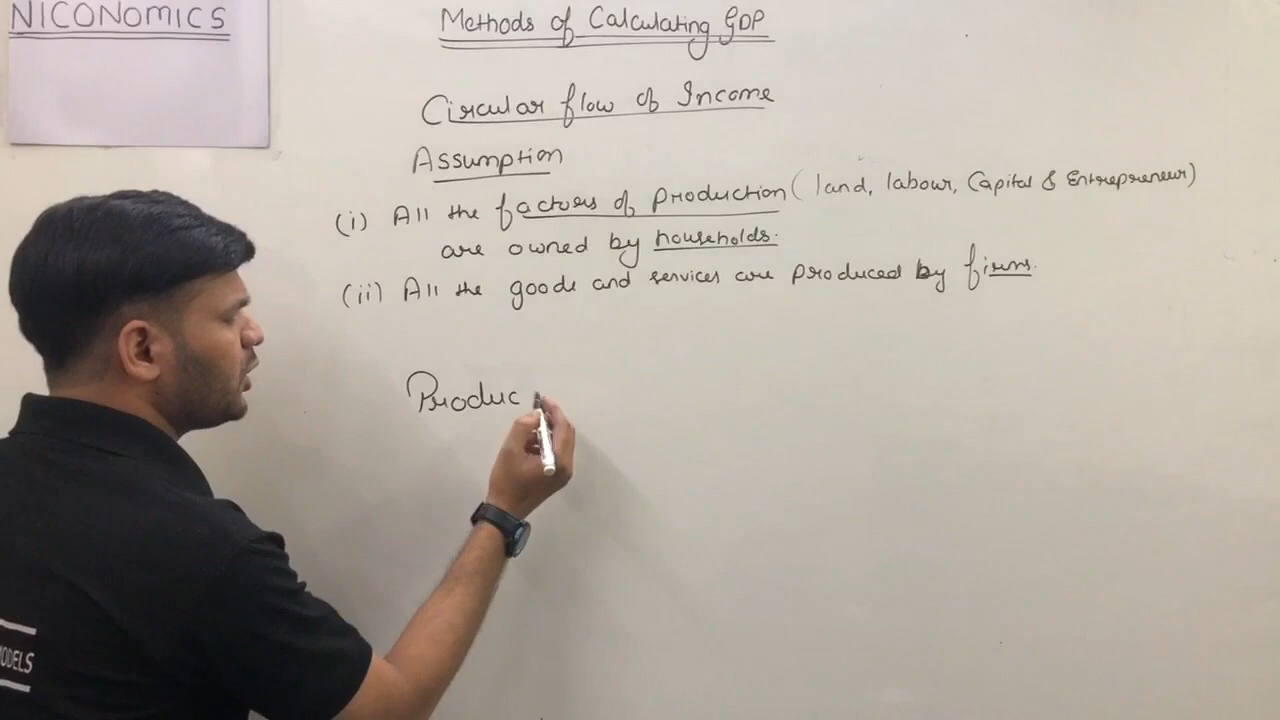 NICONOMICS
Methods of Calculating GDP
Circular flow of Income
Assumption
(i) All the factors of production (land, labour, Capital & Entrepreneur)
are owned by households.
(ii) All the goods and services are produced by firms.
Produc
MODELS